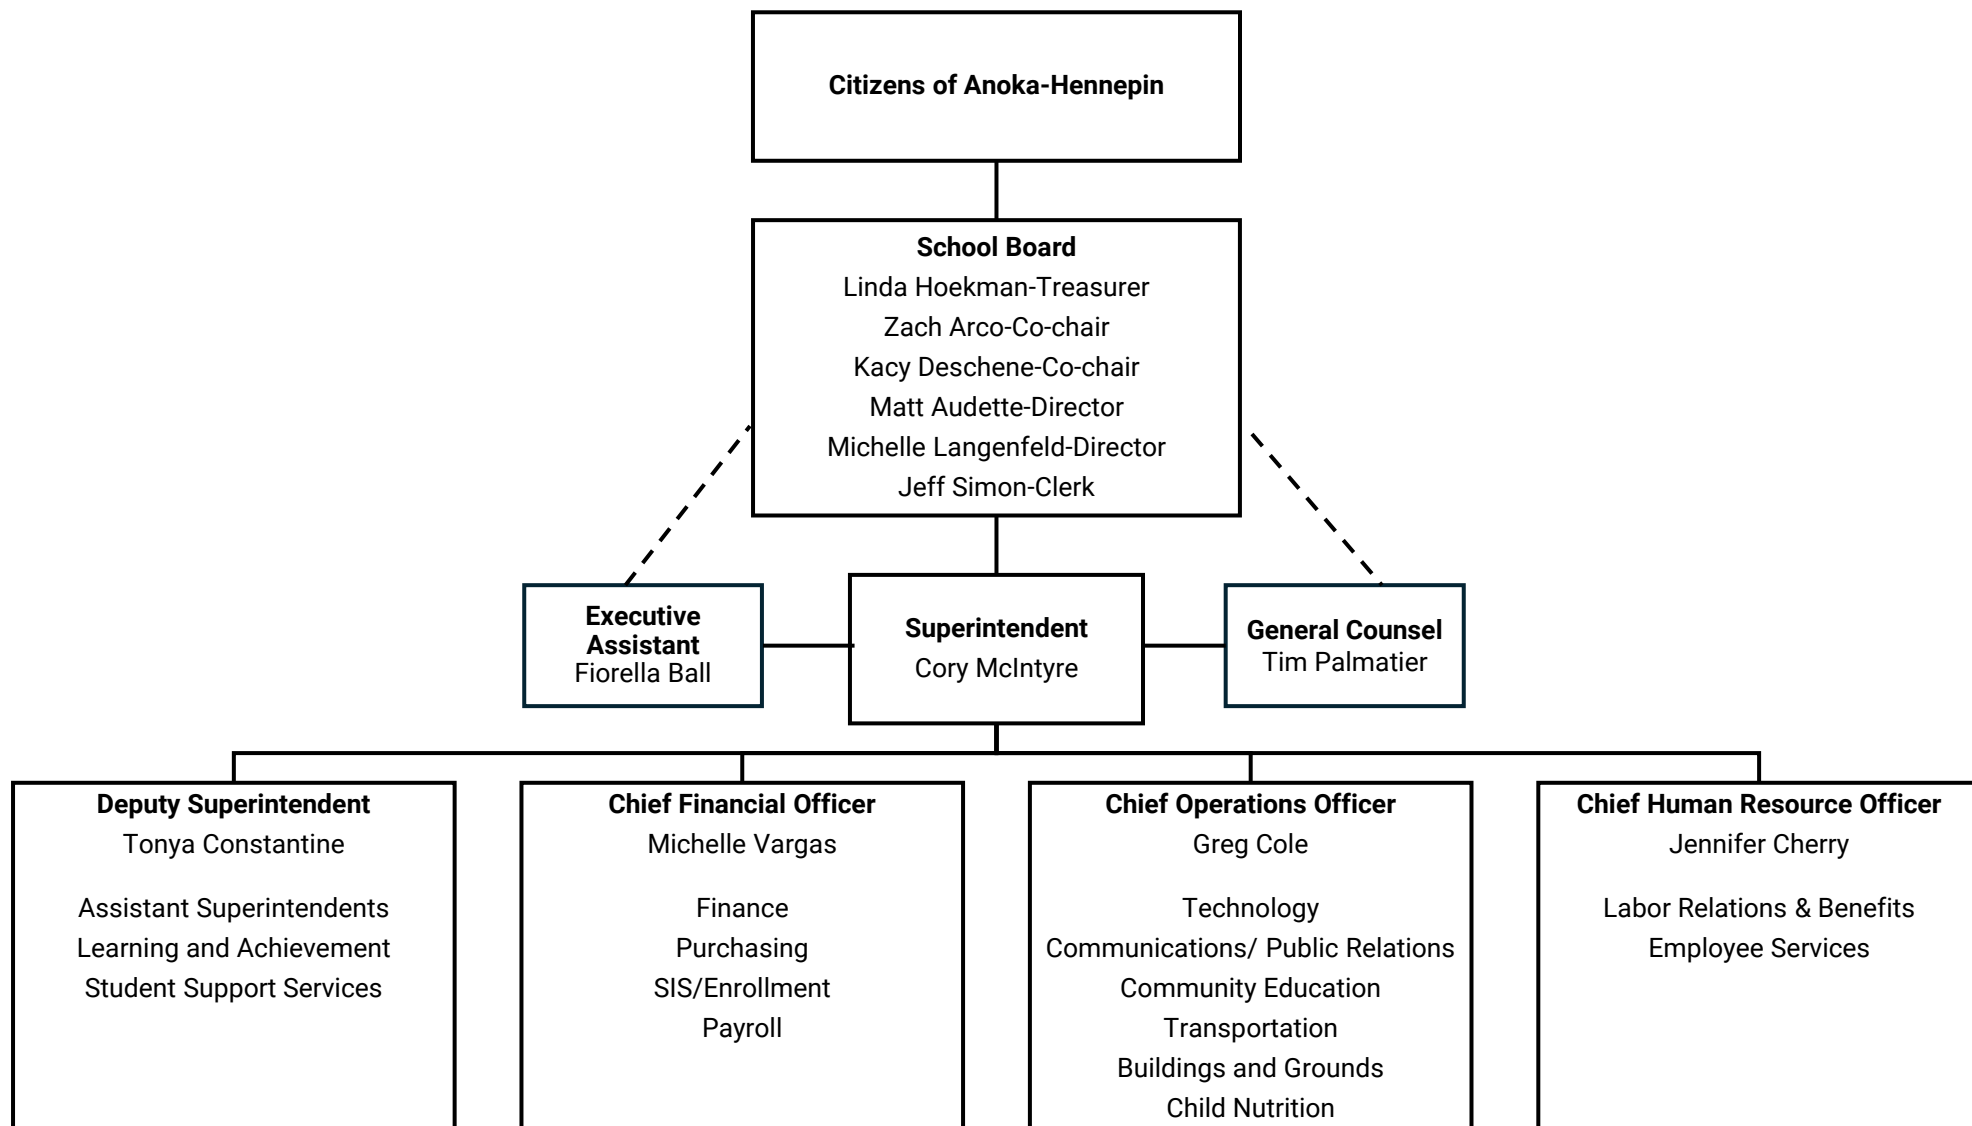 Citizens of Anoka-Hennepin
School Board
Linda Hoekman-Treasurer
Zach Arco-Co-chair
Kacy Deschene-Co-chair
Matt Audette-Director
Michelle Langenfeld-Director
Jeff Simon-Clerk
Executive
Assistant
Fiorella Ball
Superintendent
Cory McIntyre
General Counsel
Tim Palmatier
Deputy Superintendent
Tonya Constantine
Assistant Superintendents
Learning and Achievement
Student Support Services
Chief Financial Officer
Michelle Vargas
Finance
Purchasing
SIS/Enrollment
Payroll
Chief Operations Officer
Greg Cole
Technology
Communications/ Public Relations
Community Education
Transportation
Buildings and Grounds
Child Nutrition
Chief Human Resource Officer
Jennifer Cherry
Labor Relations & Benefits
Employee Services